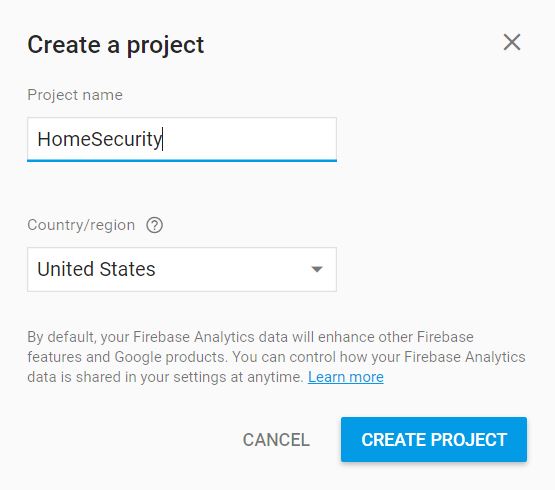 Create a project
Project name
HomeSecurity
Country/region
United States
By default, your Firebase Analytics data will enhance other Firebase
features and Google products. You can control how your Firebase Analytics
data is shared in your settings at anytime. Learn more
CANCEL CREATE PROJECT